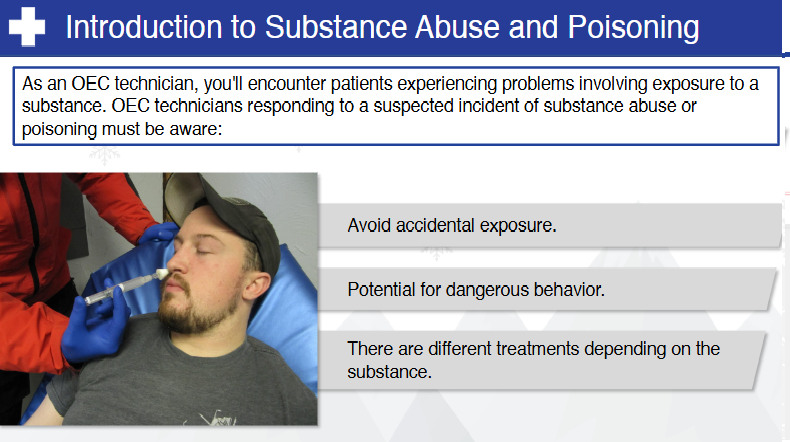 Introduction to Substance Abuse and Poisoning
As an OEC technician, you'll encounter patients experiencing problems involving exposure to a
substance. OEC technicians responding to a suspected incident of substance abuse or
poisoning must be aware:
Avoid accidental exposure.
Potential for dangerous behavior.
There are different treatments depending on the
substance.